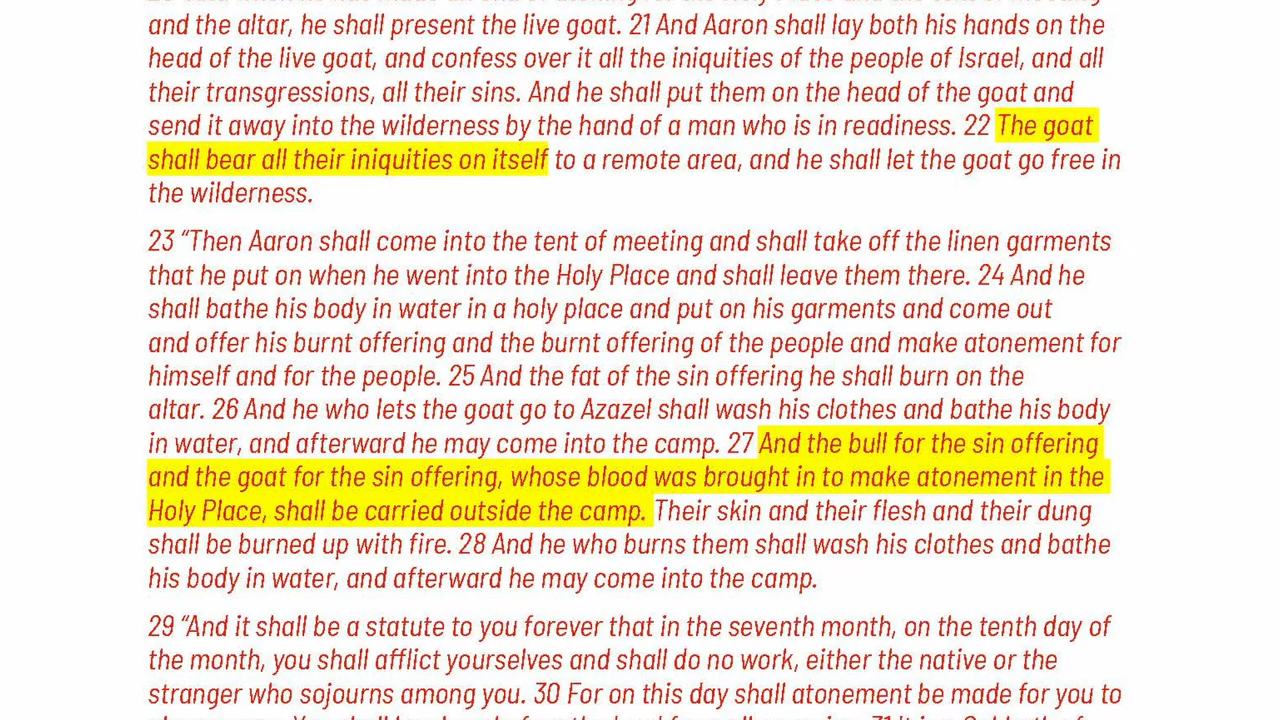 and the altar, he shall present the live goat. 21 And Aaron shall lay both his hands on the
head of the live goat, and confess over it all the iniquities of the people of Israel, and all
their transgressions, all their sins. And he shall put them on the head of the goat and
send it away into the wilderness by the hand of a man who is in readiness. 22 The goat
shall bear all their iniquities on itself to a remote area, and he shall let the goat go free in
the wilderness.
23 “Then Aaron shall come into the tent of meeting and shall take off the linen garments
that he put on when he went into the Holy Place and shall leave them there. 24 And he
shall bathe his body in water in a holy place and put on his garments and come out
and offer his burnt offering and the burnt offering of the people and make atonement for
himself and for the people. 25 And the fat of the sin offering he shall burn on the
altar. 26 And he who lets the goat go to Azazel shall wash his clothes and bathe his body
in water, and afterward he may come into the camp. 27 And the bull for the sin offering
and the goat for the sin offering, whose blood was brought in to make atonement in the
Holy Place, shall be carried outside the camp. Their skin and their flesh and their dung
shall be burned up with fire. 28 And he who burns them shall wash his clothes and bathe
his body in water, and afterward he may come into the camp.
29 “And it shall be a statute to you forever that in the seventh month, on the tenth day of
the month, you shall afflict yourselves and shall do no work, either the native or the
stranger who sojourns among you. 30 For on this day shall atonement be made for you to